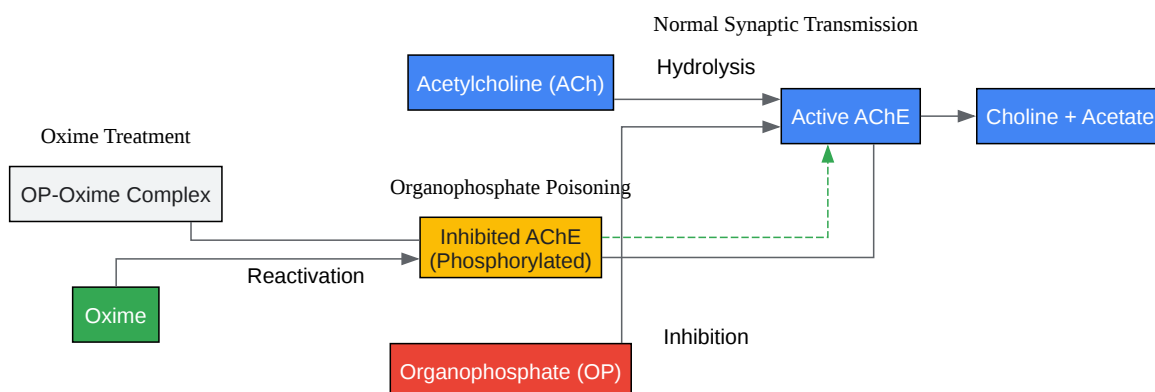 Normal Synaptic Transmission
Acetylcholine (ACh)
Hydrolysis
Active AChE
Choline + Acetate
Oxime Treatment
OP-Oxime Complex
Organophosphate Poisoning
Inhibited AChE
(Phosphorylated)
Reactivation
Oxime
Inhibition
Organophosphate (OP)